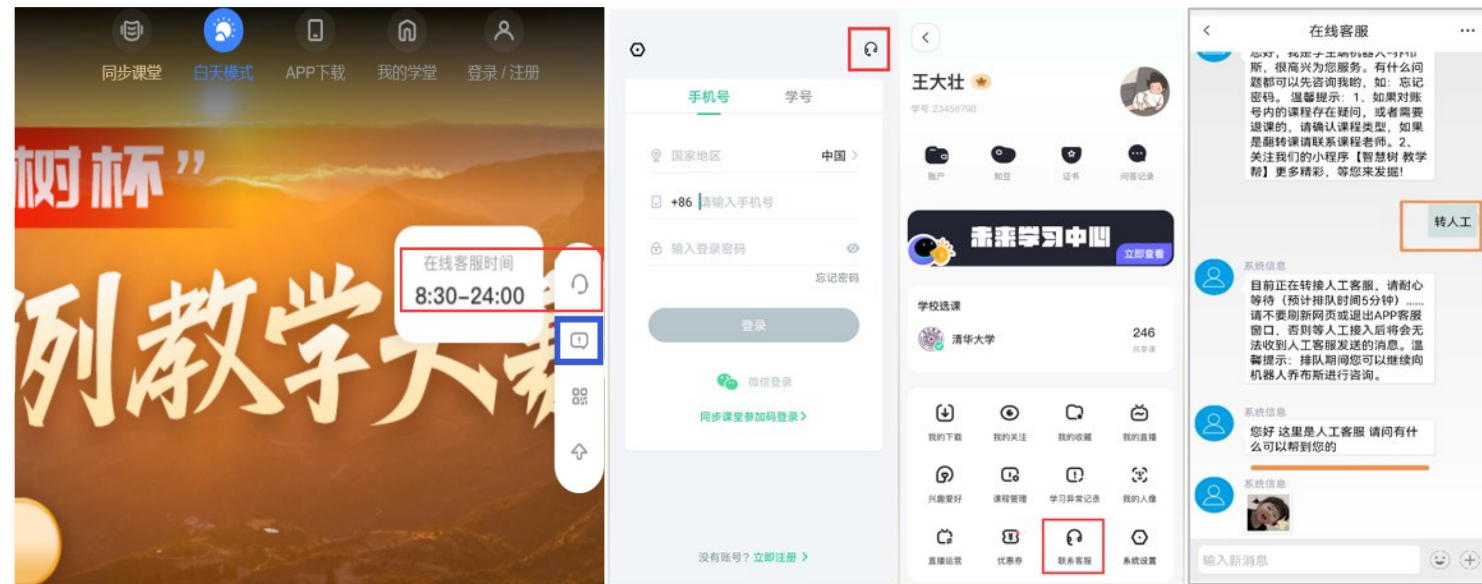 同步课堂
白天模式
APP下载
我的学堂
登录 / 注册
树杯”
例教学大赛
在线客服时间
8:30-24:00
手机号
学号
国家地区
中国
+86
请输入手机号
输入登录密码
忘记密码
登录
微信登录
同步课堂参加码登录>
没有账号? 立即注册 >
王大壮
学号 23456798
账户
知豆
证书
问答记录
未来学习中心
立即查看
学校选课
清华大学
246
共享课
我的下载
我的关注
我的收藏
我的直播
兴趣爱好
课程管理
学习异常记录
我的人像
直播运营
优惠券
联系客服
系统设置
在线客服
您好，我是学生端机器人-乔布
斯，很高兴为您服务。有什么问
题都可以先咨询我哟，如：忘记
密码。 温馨提示：1、如果对账
号内的课程存在疑问，或者需要
退课的，请确认课程类型，如果
是翻转课请联系课程老师。2、
关注我们的小程序【智慧树 教学
帮】更多精彩，等您来发掘!
转人工
系统信息
目前正在转接人工客服，请耐心
等待（预计排队时间5分钟）......
请不要刷新网页或退出APP客服
窗口，否则等人工接入后将会无
法收到人工客服发送的消息。温
馨提示：排队期间您可以继续向
机器人乔布斯进行咨询。
系统信息
您好 这里是人工客服 请问有什
么可以帮到您的
系统信息
输入新消息